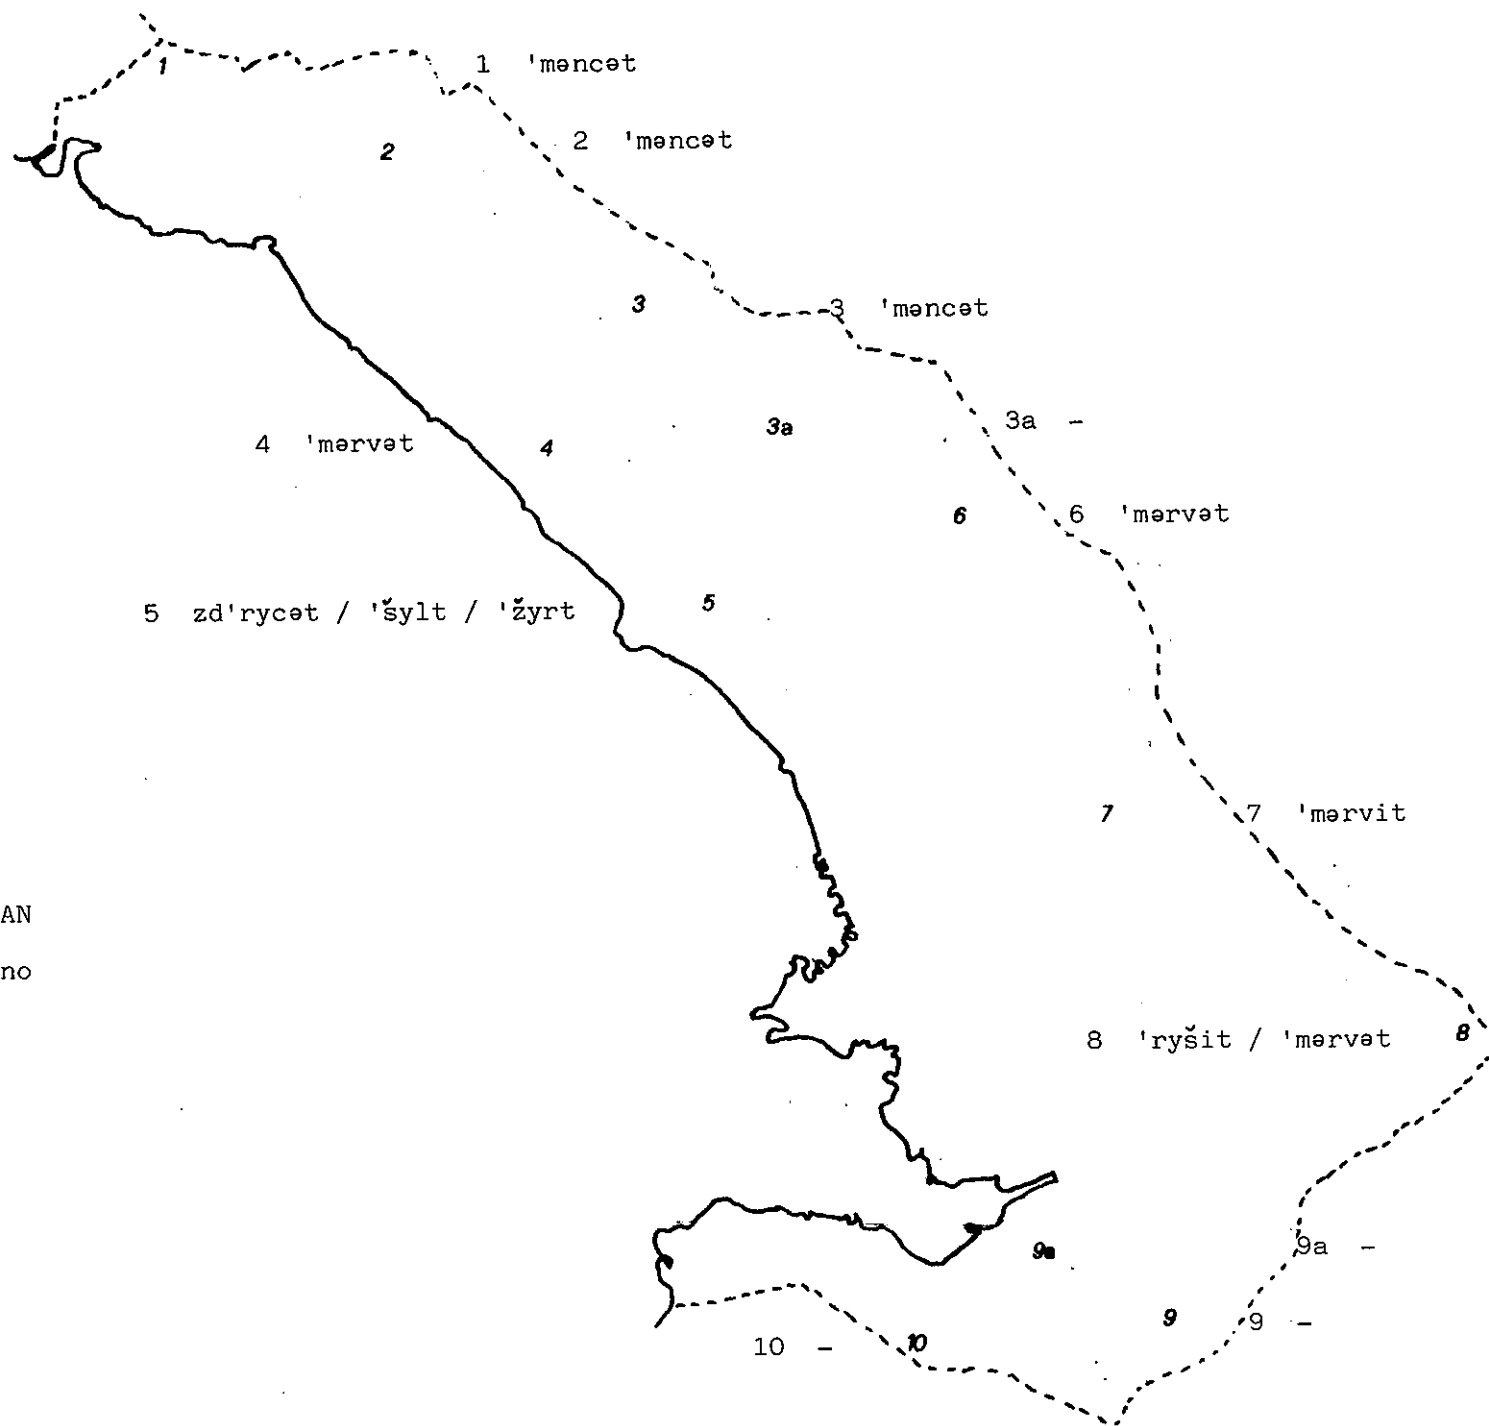 1
1 'məncət
2 'məncət
2
3
3 'məncət
3a
3a -
4 'mərvət
4
6
6 'mərvət
5
5 zd'rycət / 'šylt / 'žyrt
7
7 'mərvit
AN
no
8
8 'ryšit / 'mərvət
9a
9a -
9
9 -
10 -
10